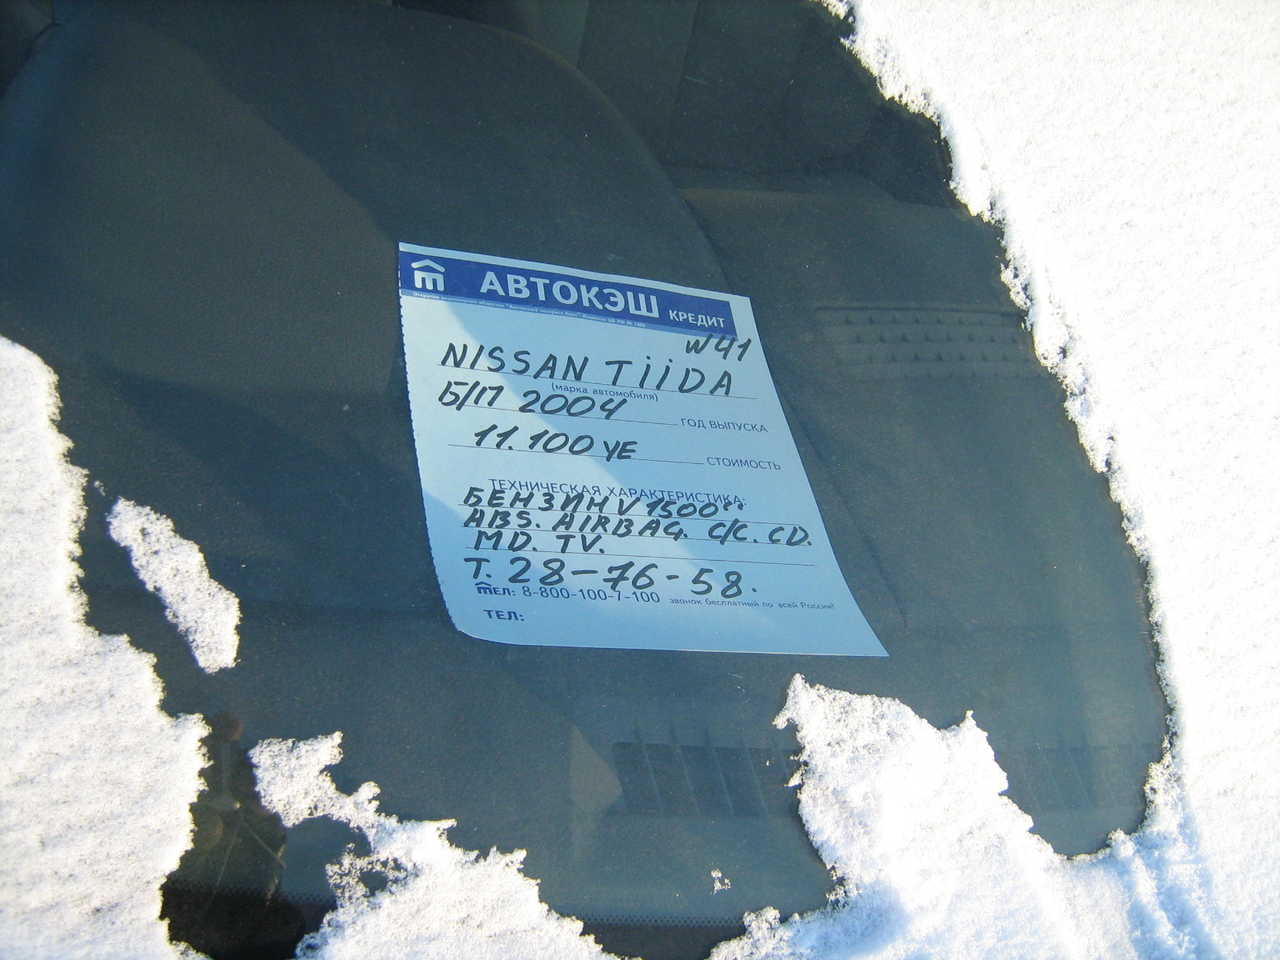 АВТОКЭШ КРЕДИТ
W41
NISSAN TiiDA
(марка автомобиля)
Б/П 2004 ГОД ВЫПУСКА
11.100 УЕ СТОИМОСТЬ
ТЕХНИЧЕСКАЯ ХАРАКТЕРИСТИКА:
БЕНЗИН V 1500
ABS. AIRBAG. C/C. CD.
MD. TV.
Т. 28-76-58.
ТЕЛ: 8-800-100-7-100 звонок бесплатный по всей России!
ТЕЛ: